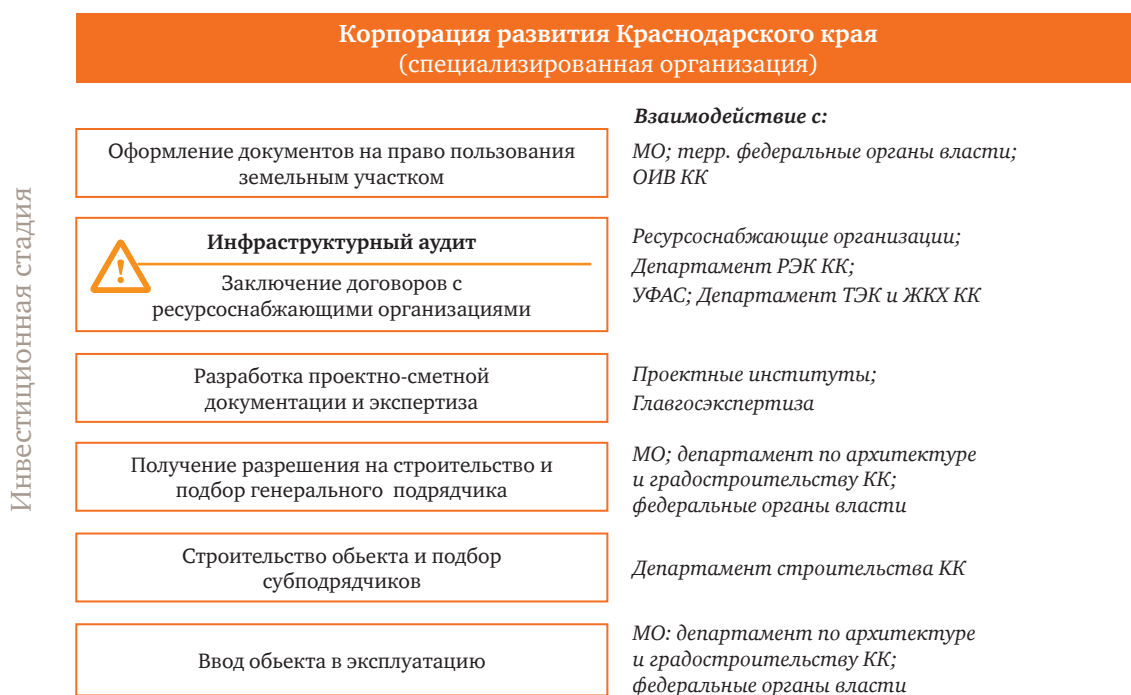 Корпорация развития Краснодарского края
(специализированная организация)
Инвестиционная стадия
Взаимодействие с:
Оформление документов на право пользования
земельным участком
МО; терр. федеральные органы власти;
ОИВ КК
!
Инфраструктурный аудит
Заключение договоров с
ресурсоснабжающими организациями
Ресурсоснабжающие организации;
Департамент РЭК КК;
УФАС; Департамент ТЭК и ЖКХ КК
Разработка проектно-сметной
документации и экспертиза
Проектные институты;
Главгосэкспертиза
Получение разрешения на строительство и
подбор генерального подрядчика
МО; департамент по архитектуре
и градостроительству КК;
федеральные органы власти
Строительство обьекта и подбор
субподрядчиков
Департамент строительства КК
Ввод обьекта в эксплуатацию
МО: департамент по архитектуре
и градостроительству КК;
федеральные органы власти